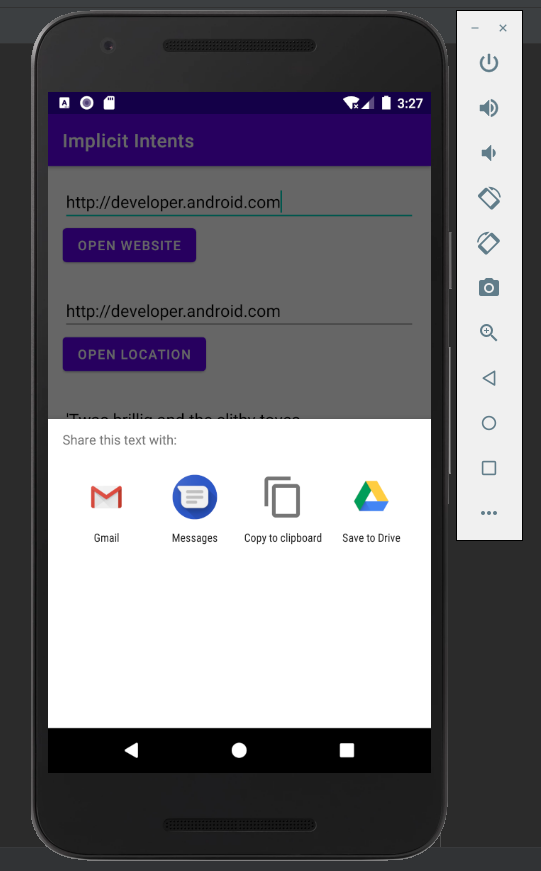 3:27
Implicit Intents
http://developer.android.com
OPEN WEBSITE
http://developer.android.com
OPEN LOCATION
'Twas brillig and the slithy toves
Share this text with:
Gmail
Messages
Copy to clipboard
Save to Drive